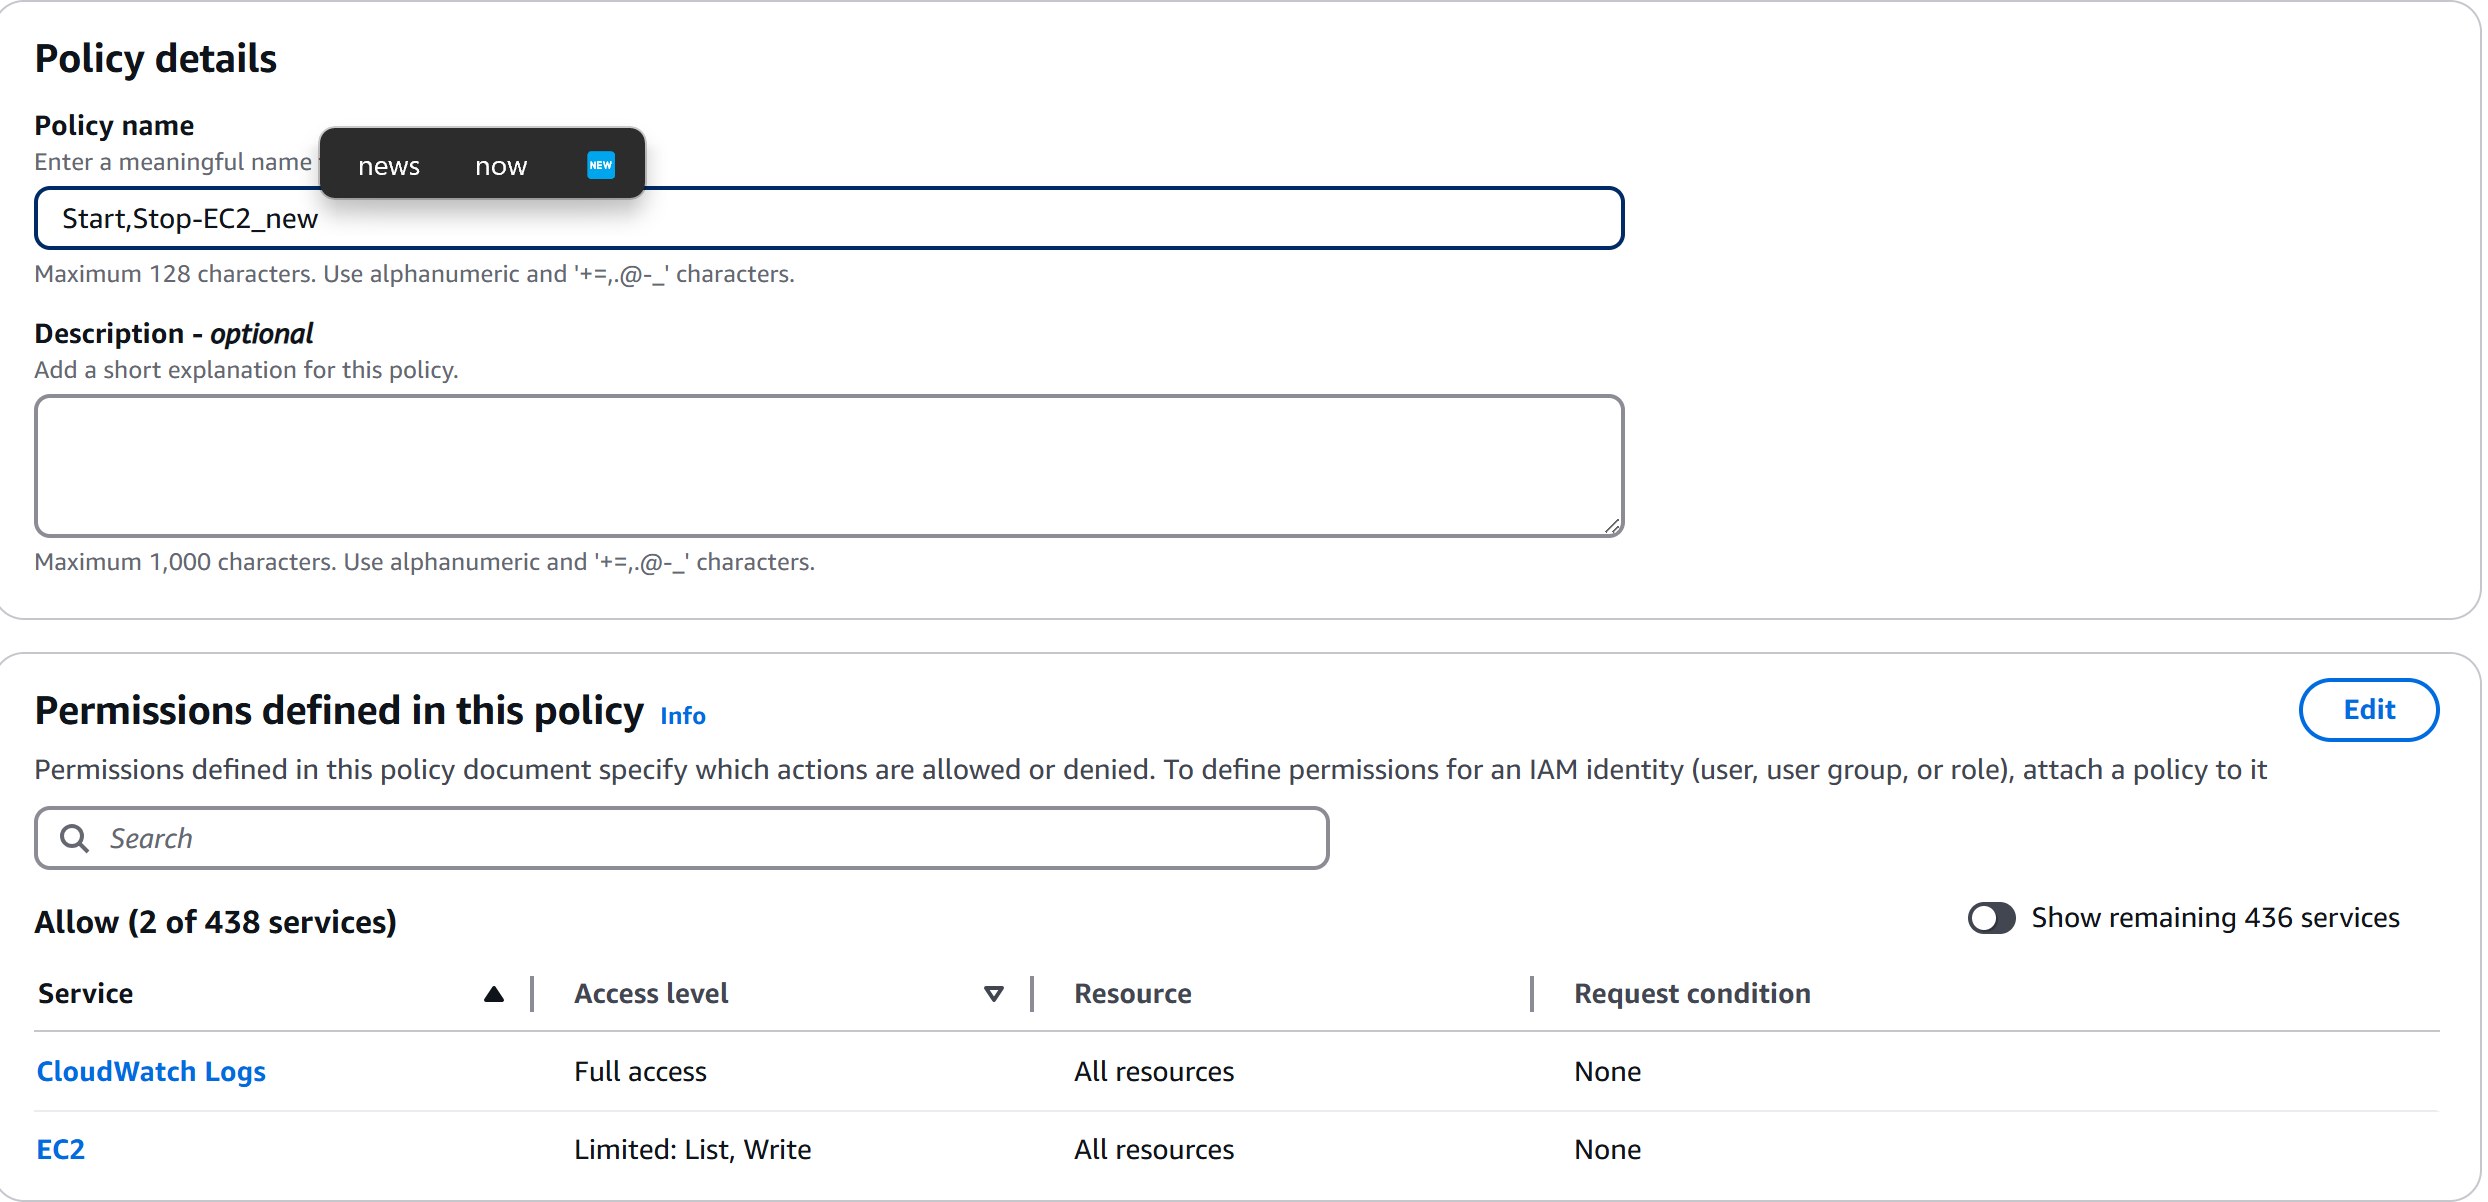 Policy details
Policy name
Enter a meaningful name
news now NEW
Start,Stop-EC2_new
Maximum 128 characters. Use alphanumeric and '+=,.@-_' characters.
Description - optional
Add a short explanation for this policy.
Maximum 1,000 characters. Use alphanumeric and '+=,.@-_' characters.
Permissions defined in this policy Info
Edit
Permissions defined in this policy document specify which actions are allowed or denied. To define permissions for an IAM identity (user, user group, or role), attach a policy to it
Search
Allow (2 of 438 services)
Show remaining 436 services
Service Access level Resource Request condition
CloudWatch Logs Full access All resources None
EC2 Limited: List, Write All resources None